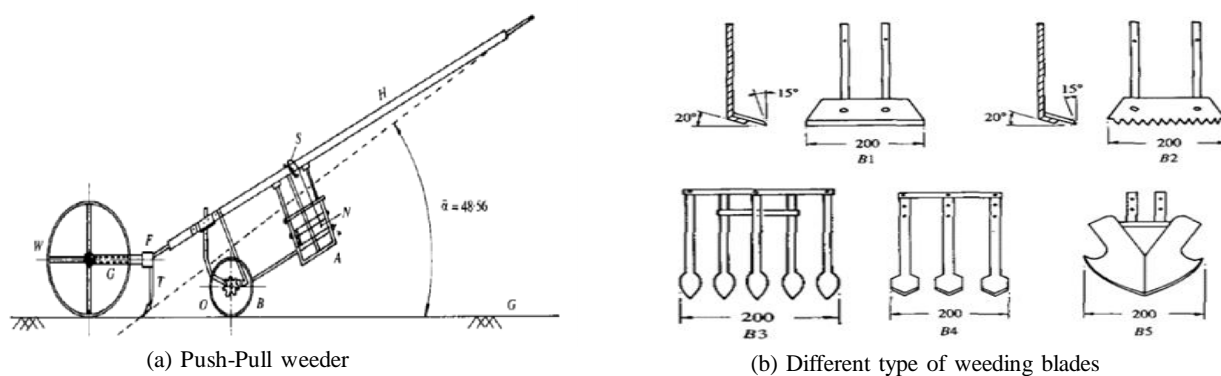 H
S
ᾱ = 48·56
N
W
F
G
A
T
O
B
G
(a) Push-Pull weeder
15°
20°
200
B1
15°
20°
200
B2
200
B3
200
B4
200
B5
(b) Different type of weeding blades